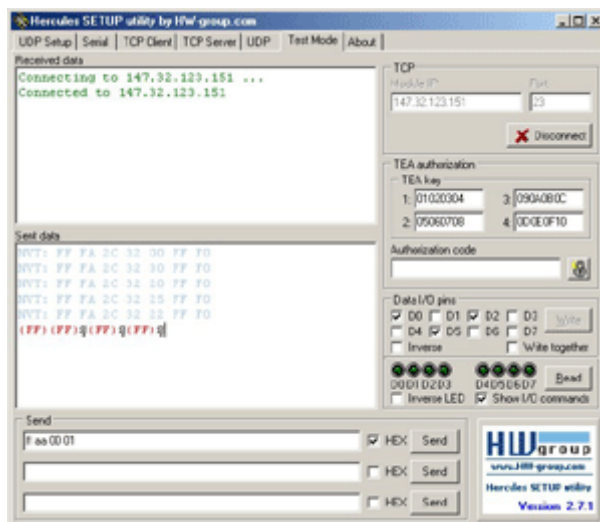 Hercules SETUP utility by HW-group.com
UDP Setup Serial TCP Client TCP Server UDP Test Mode About
Received data
Connecting to 147.32.123.151 ...
Connected to 147.32.123.151
TCP
Module IP Port
147.32.123.151 23
Disconnect
TEA authorization
TEA key
1: 01020304 3: 090A0B0C
2: 05060708 4: 0D0E0F10
Authorization code
Sent data
NVT: FF FA 2C 32 00 FF F0
NVT: FF FA 2C 32 30 FF F0
NVT: FF FA 2C 32 20 FF F0
NVT: FF FA 2C 32 25 FF F0
NVT: FF FA 2C 32 22 FF F0
(FF)(FF) (FF) (FF)
Data I/O pins
D0 D1 D2 D3 Write
D4 D5 D6 D7
Inverse Write together
D0D1D2D3 D4D5D6D7 Read
Inverse LED Show I/O commands
Send
ff aa 00 01 HEX Send
HEX Send
HEX Send
HW group
www.HW-group.com
Hercules SETUP utility
Version 2.7.1